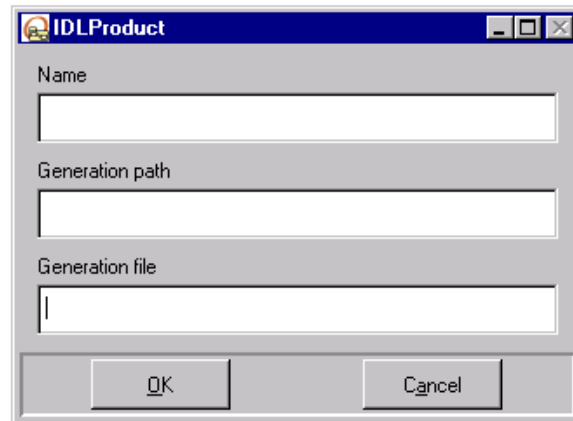 IDLProduct
Name
Generation path
Generation file
OK
Cancel